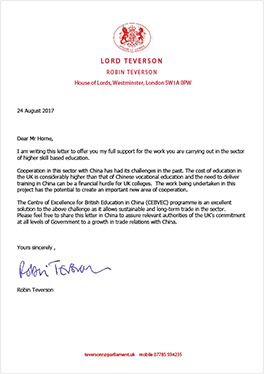 LORD TEVERSON
ROBIN TEVERSON
House of Lords, Westminster, London SW1A 0PW
24 August 2017
Dear Mr Horne,
I am writing this letter to offer you my full support for the work you are carrying out in the sector
of higher skill based education.
Cooperation in this sector with China has had its challenges in the past. The cost of education in
the UK is considerably higher than that of Chinese vocational education and the need to deliver
training in China can be a financial hurdle for UK colleges. The work being undertaken in this
project has the potential to create an important new area of cooperation.
The Centre of Excellence for British Education in China (CEBVEC) programme is an excellent
solution to the above challenge as it allows sustainable and long-term trade in the sector.
Please feel free to share this letter in China to assure relevant authorities of the UK's commitment
at all levels of Government to a growth in trade relations with China.
Yours sincerely ,
Robin Teverson
Robin Teverson
teversonr@parliament.uk mobile 07785 594235